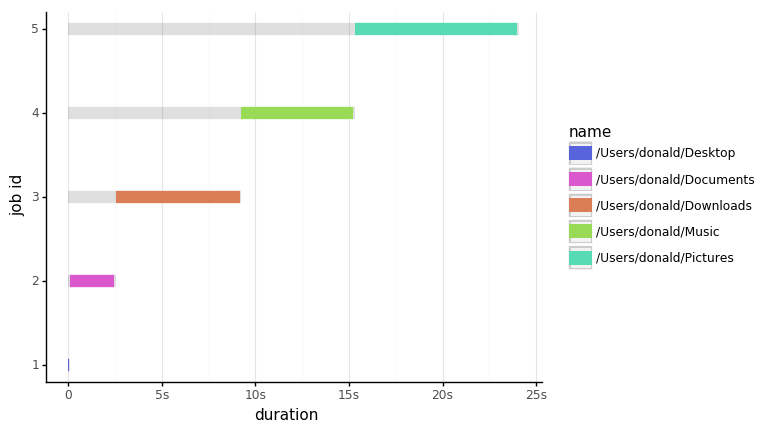 5
4
3
2
1
job id
0
5s
10s
15s
20s
25s
duration
name
/Users/donald/Desktop
/Users/donald/Documents
/Users/donald/Downloads
/Users/donald/Music
/Users/donald/Pictures